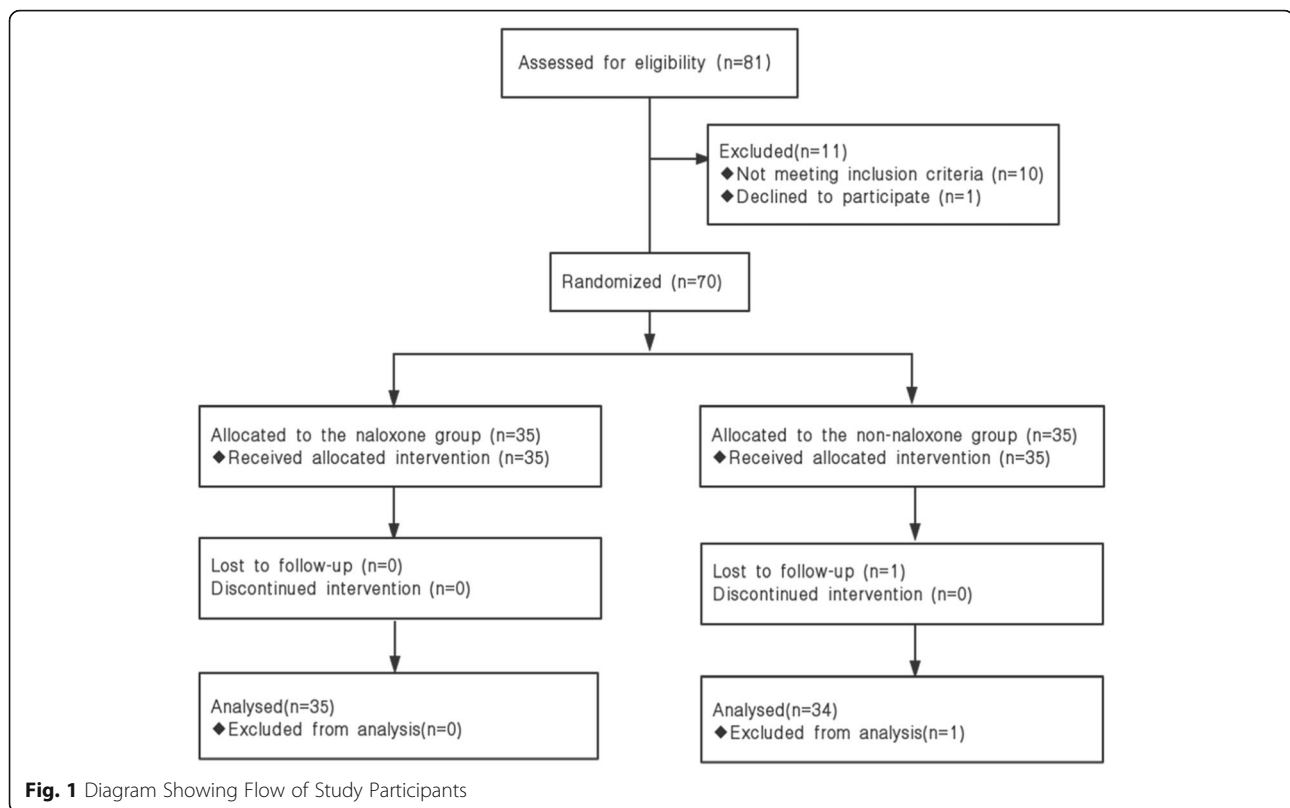 Assessed for eligibility (n=81)
Excluded(n=11)
◆Not meeting inclusion criteria (n=10)
◆Declined to participate (n=1)
Randomized (n=70)
Allocated to the naloxone group (n=35)
◆Received allocated intervention (n=35)
Allocated to the non-naloxone group (n=35)
◆Received allocated intervention (n=35)
Lost to follow-up (n=0)
Discontinued intervention (n=0)
Lost to follow-up (n=1)
Discontinued intervention (n=0)
Analysed(n=35)
◆Excluded from analysis(n=0)
Analysed(n=34)
◆Excluded from analysis(n=1)
Fig. 1 Diagram Showing Flow of Study Participants